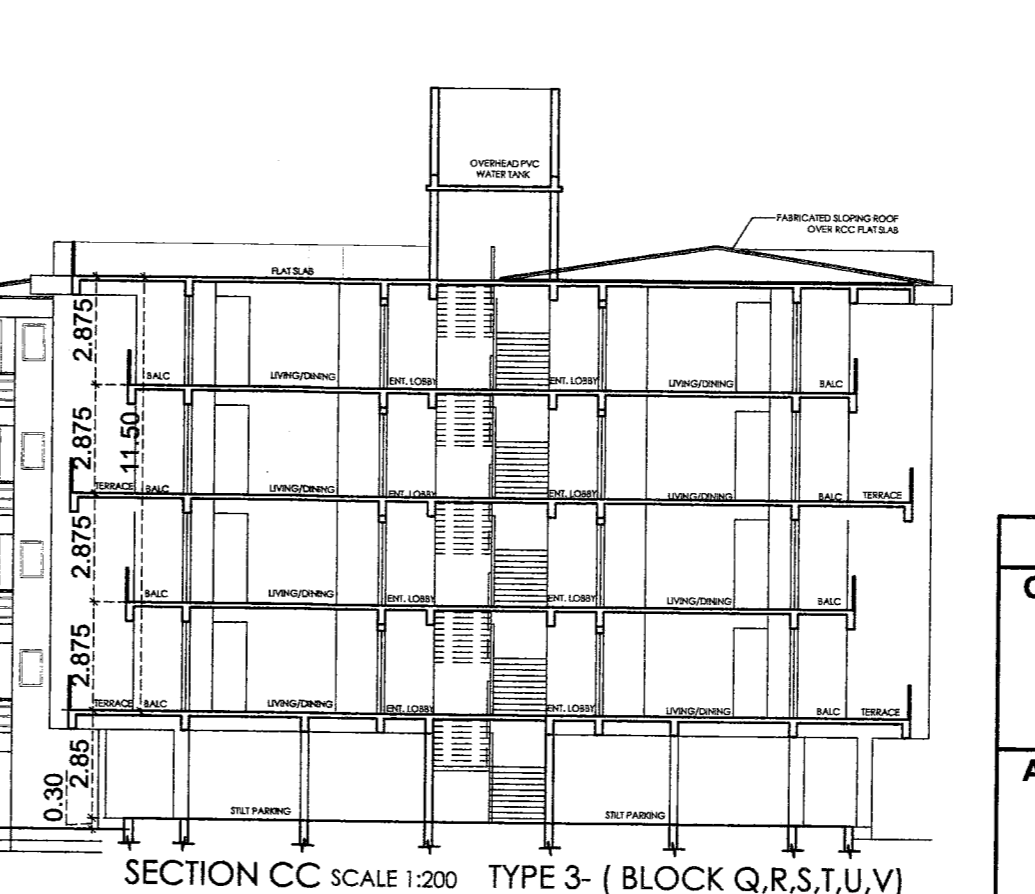 OVERHEAD PVC
WATER TANK
FABRICATED SLOPING ROOF
OVER RCC FLAT SLAB
FLAT SLAB
2.875
BALC LIVING/DINING ENT. LOBBY ENT. LOBBY LIVING/DINING BALC
2.875
11.50
TERRACE BALC LIVING/DINING ENT. LOBBY ENT. LOBBY LIVING/DINING BALC TERRACE
2.875
BALC LIVING/DINING ENT. LOBBY ENT. LOBBY LIVING/DINING BALC
2.875
TERRACE BALC LIVING/DINING ENT. LOBBY ENT. LOBBY LIVING/DINING BALC TERRACE
2.85
0.30
STILT PARKING STILT PARKING
SECTION CC SCALE 1:200 TYPE 3- ( BLOCK Q,R,S,T,U,V)